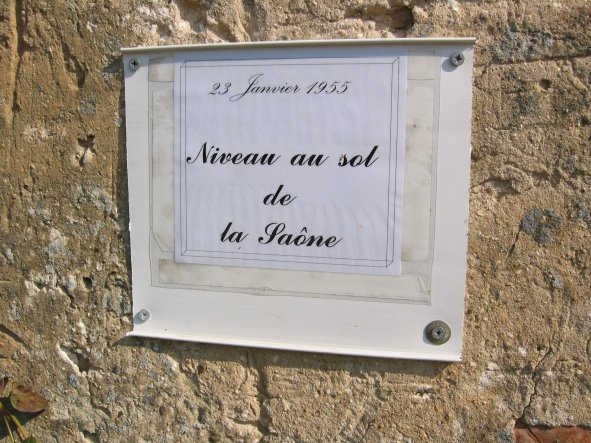 23 Janvier 1955
Niveau au sol
de
la Saône